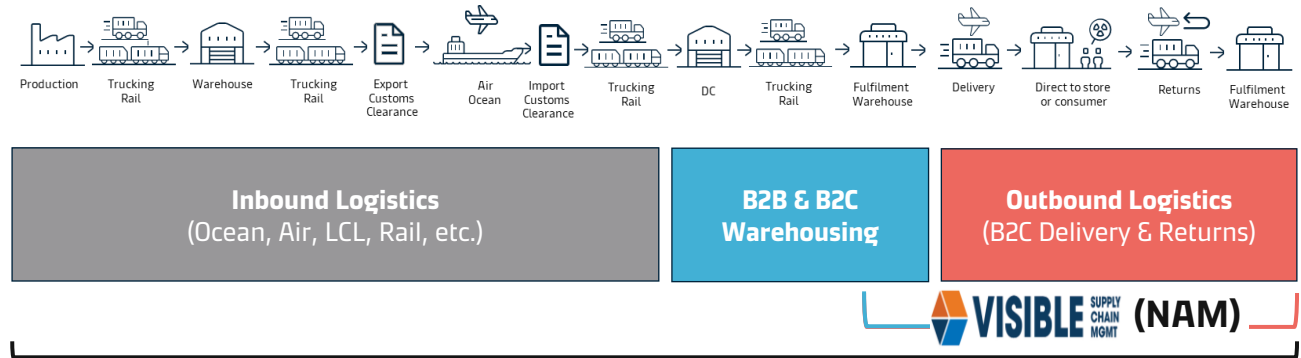 Production
Trucking
Rail
Warehouse
Trucking
Rail
Export
Customs
Clearance
Air
Ocean
Import
Customs
Clearance
Trucking
Rail
DC
Trucking
Rail
Fulfilment
Warehouse
Delivery
Direct to store
or consumer
Returns
Fulfilment
Warehouse
Inbound Logistics
(Ocean, Air, LCL, Rail, etc.)
B2B & B2C
Warehousing
Outbound Logistics
(B2C Delivery & Returns)
VISIBLE
SUPPLY
CHAIN
MGMT
(NAM)